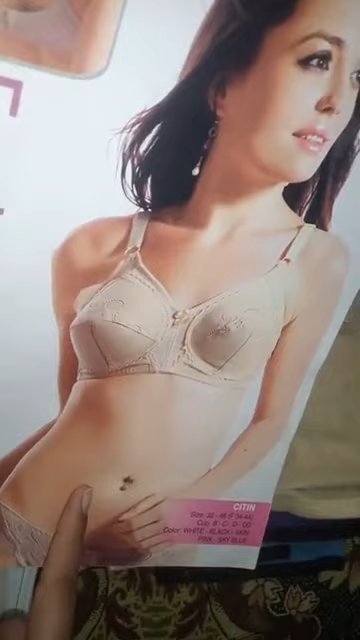 CITIN
Cup: B - C - D - DD
Color: WHITE - BLACK - SKIN
PINK - SKY BLUE